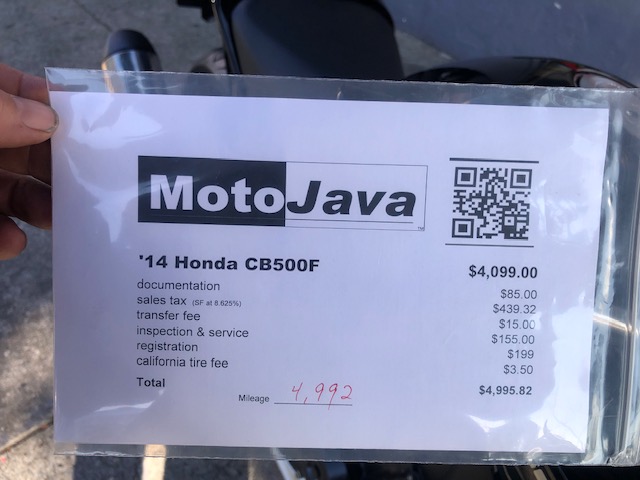 MotoJava™
'14 Honda CB500F $4,099.00
documentation $85.00
sales tax (SF at 8.625%) $439.32
transfer fee $15.00
inspection & service $155.00
registration $199
california tire fee $3.50
Total $4,995.82
Mileage 4,992